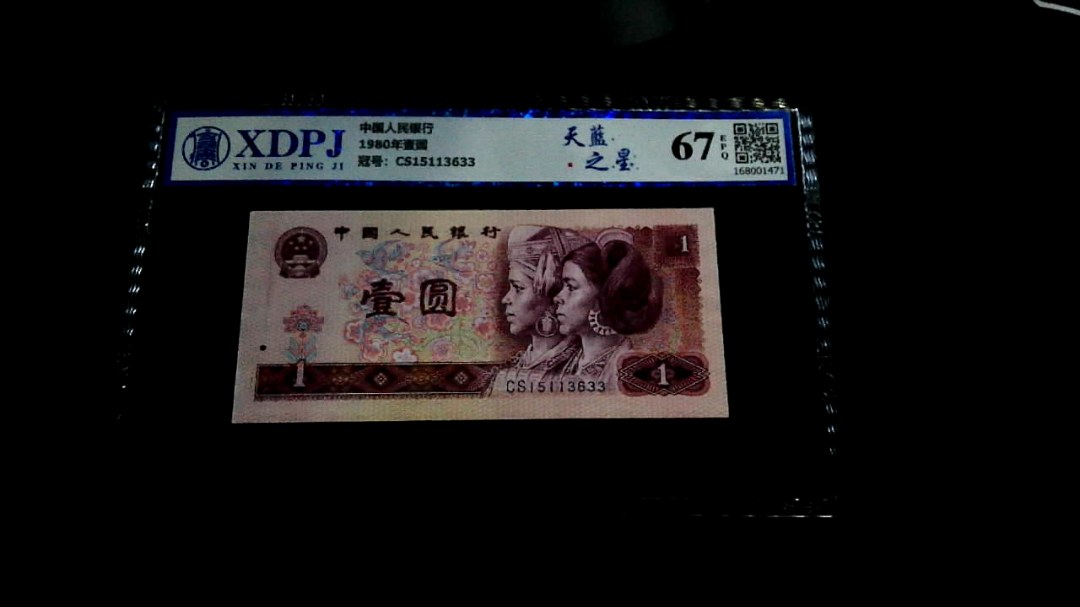 XDPJ
XIN DE PING JI
中国人民银行
1980年壹圆
冠号：CS15113633
天蓝
之星
67
EPQ
168001471
中国人民银行
壹圆
1
1
1
CS15113633